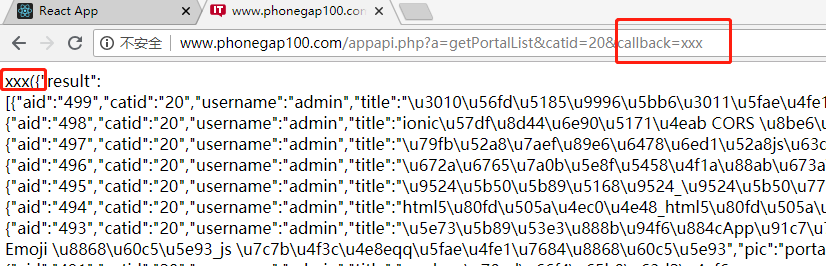 React App
www.phonegap100.con
不安全 | www.phonegap100.com/appapi.php?a=getPortalList&catid=20&callback=xxx
xxx({"result":
[{"aid":"499","catid":"20","username":"admin","title":"\u3010\u56fd\u5185\u9996\u5bb6\u3011\u5fae\u4fe1
{"aid":"498","catid":"20","username":"admin","title":"ionic\u57df\u8d44\u6e90\u5171\u4eab CORS \u8be6\u
{"aid":"497","catid":"20","username":"admin","title":"\u79fb\u52a8\u7aef\u89e6\u6478\u6ed1\u52a8js\u63c
{"aid":"496","catid":"20","username":"admin","title":"\u672a\u6765\u7a0b\u5e8f\u5458\u4f1a\u88ab\u673a
{"aid":"495","catid":"20","username":"admin","title":"\u9524\u5b50\u5b89\u5168\u9524_\u9524\u5b50\u77
{"aid":"494","catid":"20","username":"admin","title":"html5\u80fd\u505a\u4ec0\u4e48_html5\u80fd\u505a\u
{"aid":"493","catid":"20","username":"admin","title":"\u5e73\u5b89\u53e3\u888b\u94f6\u884cApp\u91c7\u7
Emoji \u8868\u60c5\u5e93_js \u7c7b\u4f3c\u4e8eqq\u5fae\u4fe1\u7684\u8868\u60c5\u5e93","pic":"porta